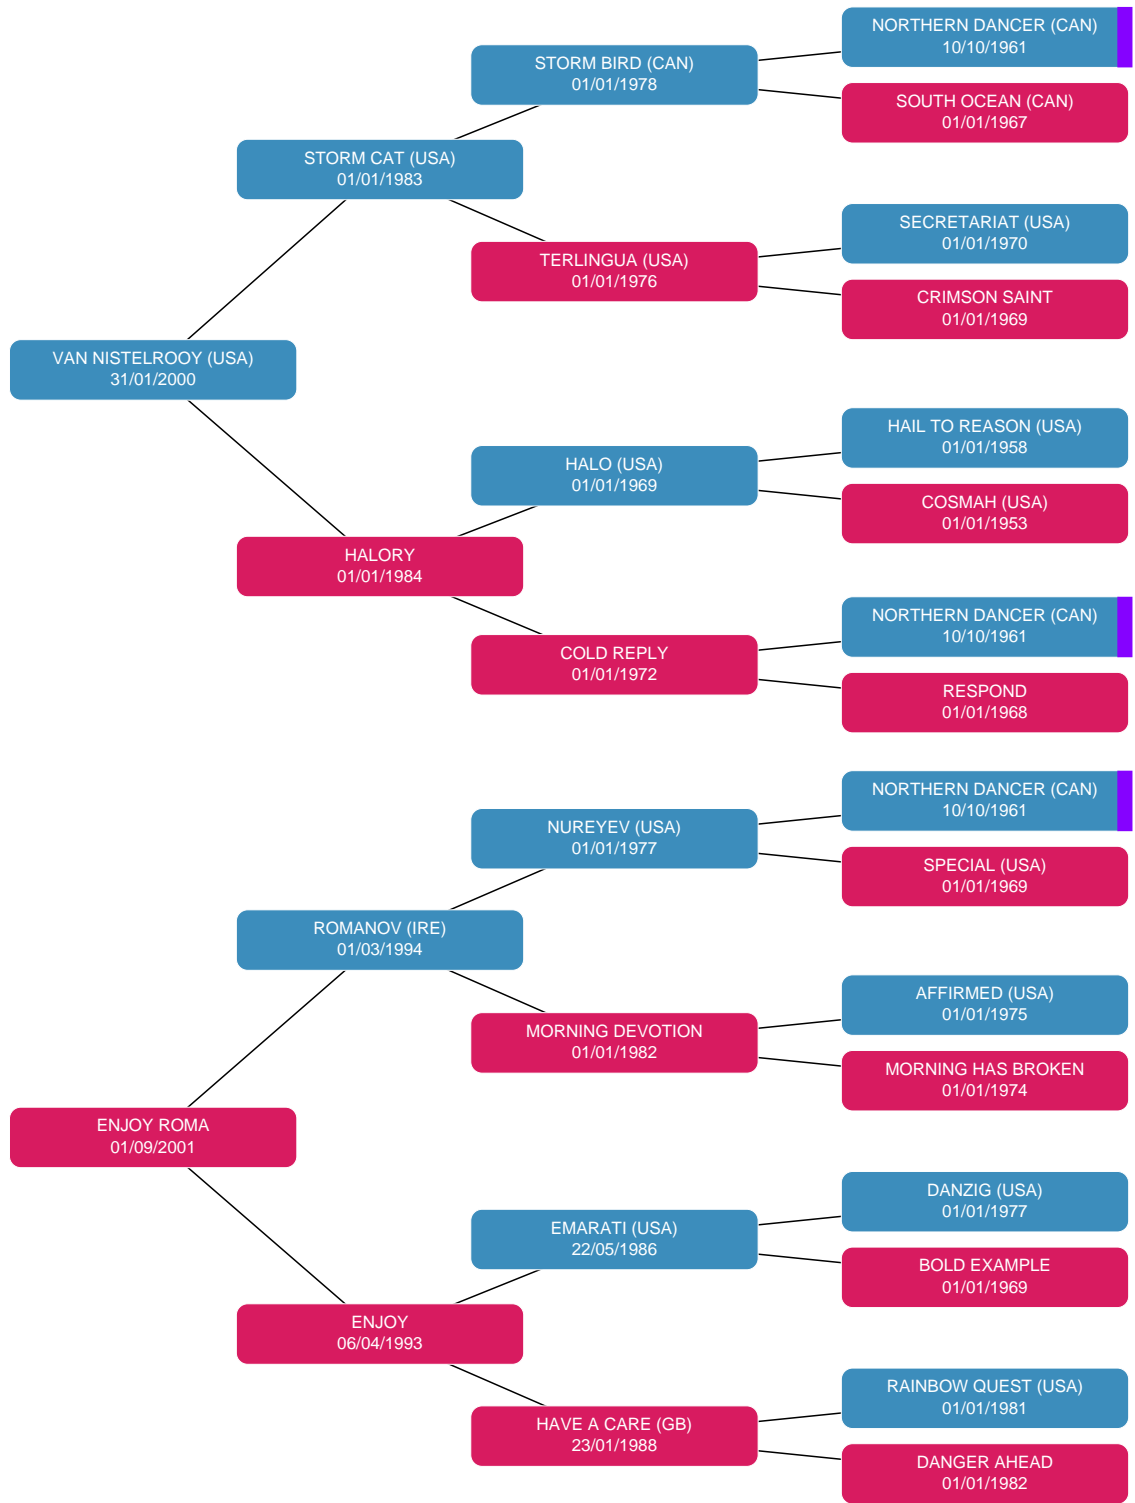 NORTHERN DANCER (CAN)
10/10/1961
STORM BIRD (CAN)
01/01/1978
SOUTH OCEAN (CAN)
01/01/1967
STORM CAT (USA)
01/01/1983
SECRETARIAT (USA)
01/01/1970
TERLINGUA (USA)
01/01/1976
CRIMSON SAINT
01/01/1969
VAN NISTELROOY (USA)
31/01/2000
HAIL TO REASON (USA)
01/01/1958
HALO (USA)
01/01/1969
COSMAH (USA)
01/01/1953
HALORY
01/01/1984
NORTHERN DANCER (CAN)
10/10/1961
COLD REPLY
01/01/1972
RESPOND
01/01/1968
NORTHERN DANCER (CAN)
10/10/1961
NUREYEV (USA)
01/01/1977
SPECIAL (USA)
01/01/1969
ROMANOV (IRE)
01/03/1994
AFFIRMED (USA)
01/01/1975
MORNING DEVOTION
01/01/1982
MORNING HAS BROKEN
01/01/1974
ENJOY ROMA
01/09/2001
DANZIG (USA)
01/01/1977
EMARATI (USA)
22/05/1986
BOLD EXAMPLE
01/01/1969
ENJOY
06/04/1993
RAINBOW QUEST (USA)
01/01/1981
HAVE A CARE (GB)
23/01/1988
DANGER AHEAD
01/01/1982